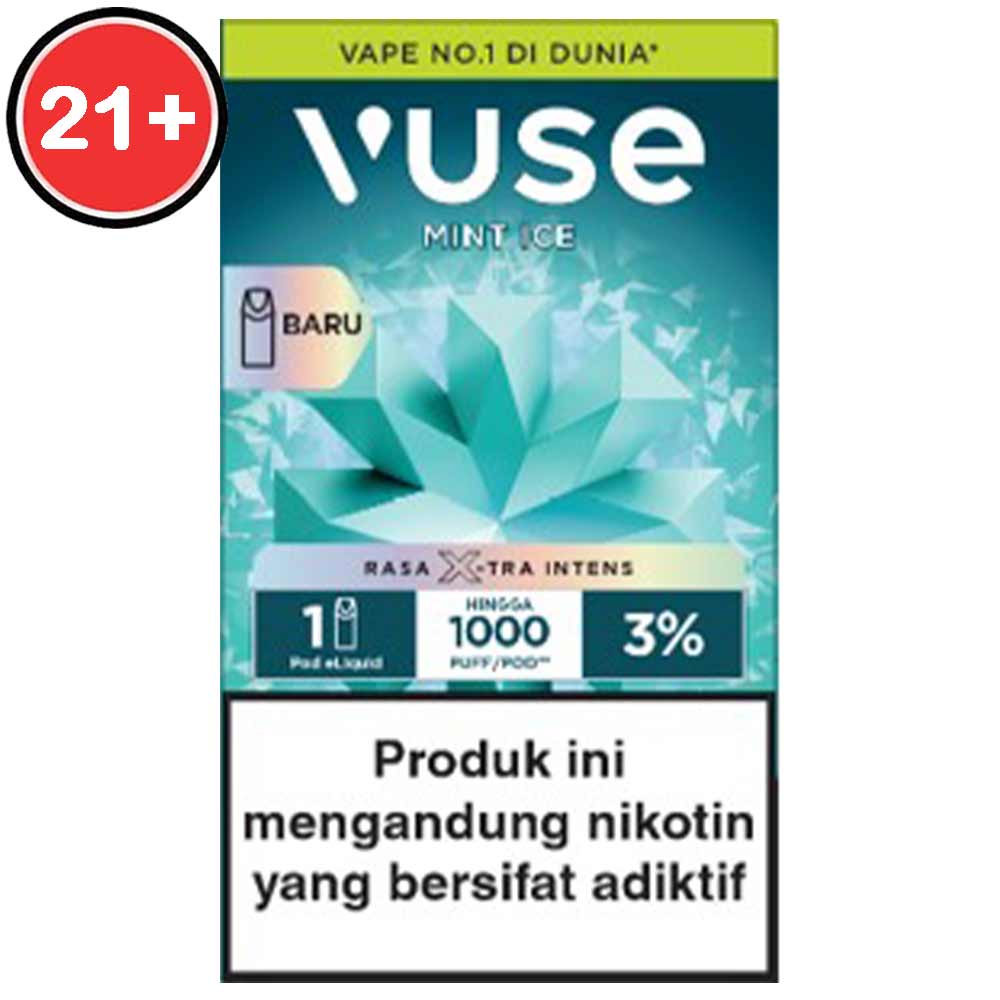 21+
VAPE NO.1 DI DUNIA*
VUSE
MINT ICE
BARU
RASA X-TRA INTENS
1
Pod eLiquid
HINGGA
1000
PUFF/POD**
3%
Produk ini
mengandung nikotin
yang bersifat adiktif